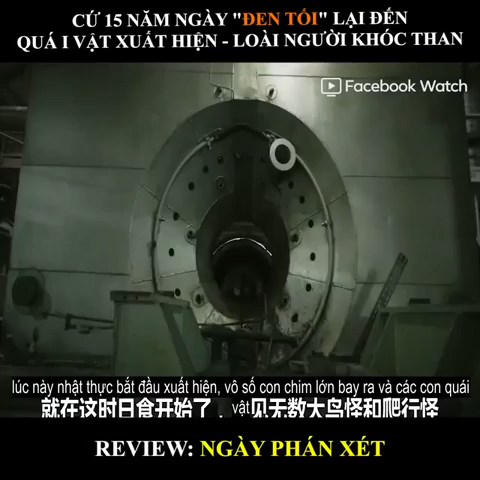 CỨ 15 NĂM NGÀY "ĐEN TỐI" LẠI ĐẾN
QUÁ I VẬT XUẤT HIỆN - LOÀI NGƯỜI KHÓC THAN
Facebook Watch
lúc này nhật thực bắt đầu xuất hiện, vô số con chim lớn bay ra và các con quái
vật
就在这时日食开始了，见无数大鸟怪和爬行怪
REVIEW: NGÀY PHÁN XÉT